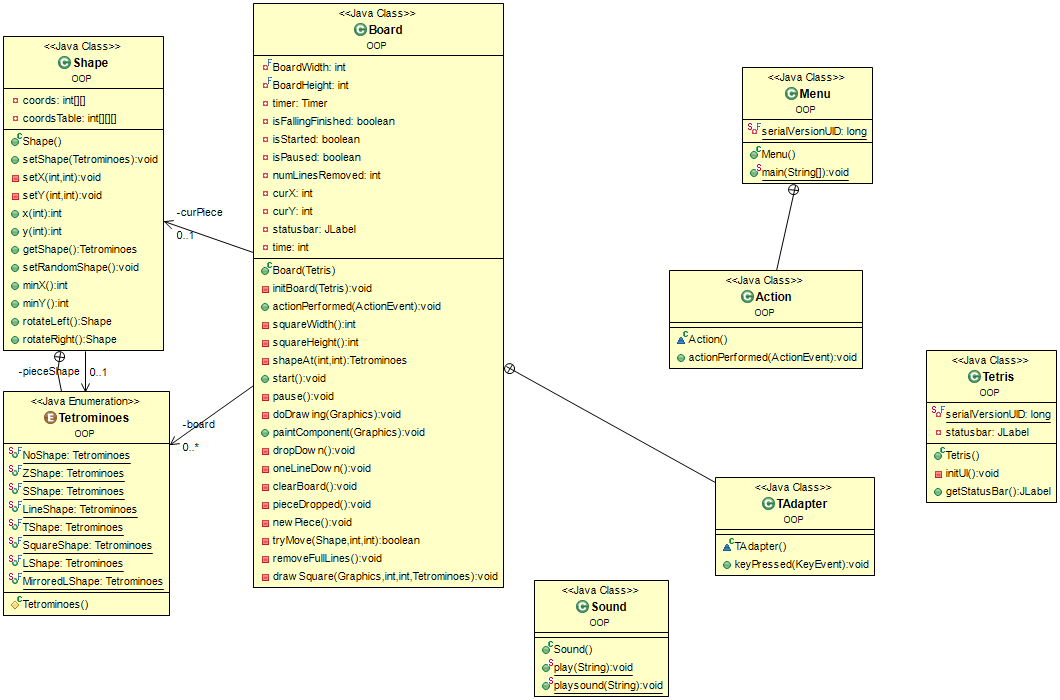 <<Java Class>>
Shape
OOP
coords: int[][]
coordsTable: int[][][]
Shape()
setShape(Tetrominoes):void
setX(int,int):void
setY(int,int):void
x(int):int
y(int):int
getShape():Tetrominoes
setRandomShape():void
minX():int
minY():int
rotateLeft():Shape
rotateRight():Shape
-pieceShape
0..1
<<Java Enumeration>>
Tetrominoes
OOP
NoShape: Tetrominoes
ZShape: Tetrominoes
SShape: Tetrominoes
LineShape: Tetrominoes
TShape: Tetrominoes
SquareShape: Tetrominoes
LShape: Tetrominoes
MirroredLShape: Tetrominoes
Tetrominoes()
-curPiece
0..1
-board
0..*
<<Java Class>>
Board
OOP
BoardWidth: int
BoardHeight: int
timer: Timer
isFallingFinished: boolean
isStarted: boolean
isPaused: boolean
numLinesRemoved: int
curX: int
curY: int
statusbar: JLabel
time: int
Board(Tetris)
initBoard(Tetris):void
actionPerformed(ActionEvent):void
squareWidth():int
squareHeight():int
shapeAt(int,int):Tetrominoes
start():void
pause():void
doDrawing(Graphics):void
paintComponent(Graphics):void
dropDown():void
oneLineDown():void
clearBoard():void
pieceDropped():void
newPiece():void
tryMove(Shape,int,int):boolean
removeFullLines():void
drawSquare(Graphics,int,int,Tetrominoes):void
<<Java Class>>
Menu
OOP
serialVersionUID: long
Menu()
main(String[]):void
<<Java Class>>
Action
OOP
Action()
actionPerformed(ActionEvent):void
<<Java Class>>
Tetris
OOP
serialVersionUID: long
statusbar: JLabel
Tetris()
initUI():void
getStatusBar():JLabel
<<Java Class>>
TAdapter
OOP
TAdapter()
keyPressed(KeyEvent):void
<<Java Class>>
Sound
OOP
Sound()
play(String):void
playsound(String):void